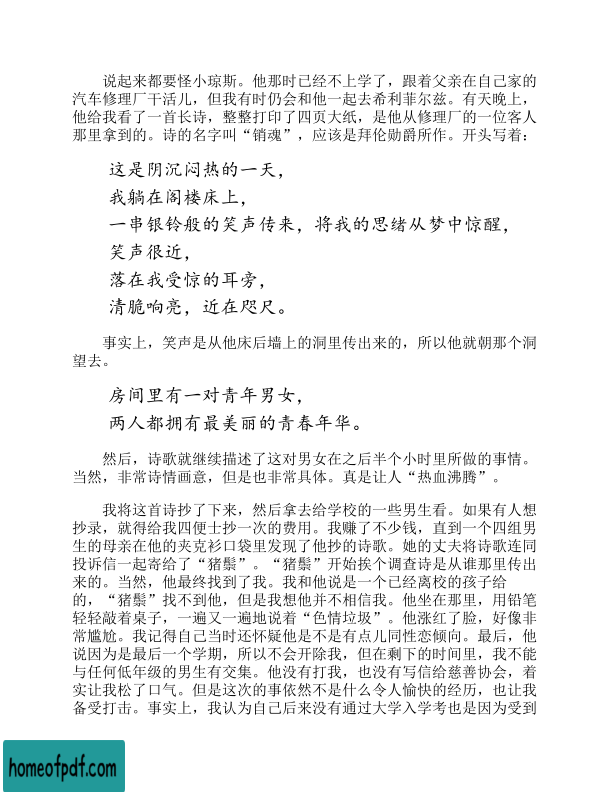 说起来都要怪小琼斯。他那时已经不上学了，跟着父亲在自己家的
汽车修理厂干活儿，但我有时仍会和他一起去希利菲尔兹。有天晚上，
他给我看了一首长诗，整整打印了四页大纸，是他从修理厂的一位客人
那里拿到的。诗的名字叫“销魂”，应该是拜伦勋爵所作。开头写着：
这是阴沉闷热的一天，
我躺在阁楼床上，
一串银铃般的笑声传来，将我的思绪从梦中惊醒，
笑声很近，
落在我受惊的耳旁，
清脆响亮，近在咫尺。
事实上，笑声是从他床后墙上的洞里传出来的，所以他就朝那个洞
望去。
房间里有一对青年男女，
两人都拥有最美丽的青春年华。
然后，诗歌就继续描述了这对男女在之后半个小时里所做的事情。
当然，非常诗情画意，但是也非常具体。真是让人“热血沸腾”。
我将这首诗抄了下来，然后拿去给学校的一些男生看。如果有人想
抄录，就得给我四便士抄一次的费用。我赚了不少钱，直到一个四组男
生的母亲在他的夹克衫口袋里发现了他抄的诗歌。她的丈夫将诗歌连同
投诉信一起寄给了“猪鬃”。“猪鬃”开始挨个调查诗是从谁那里传出
来的。当然，他最终找到了我。我和他说是一个已经离校的孩子给
的，“猪鬃”找不到他，但是我想他并不相信我。他坐在那里，用铅笔
轻轻敲着桌子，一遍又一遍地说着“色情垃圾”。他涨红了脸，好像非
常尴尬。我记得自己当时还怀疑他是不是有点儿同性恋倾向。最后，他
说因为是最后一个学期，所以不会开除我，但在剩下的时间里，我不能
与任何低年级的男生有交集。他没有打我，也没有写信给慈善协会，着
实让我松了口气。但是这次的事依然不是什么令人愉快的经历，也让我
备受打击。事实上，我认为自己后来没有通过大学入学考也是因为受到
homeofpdf.com